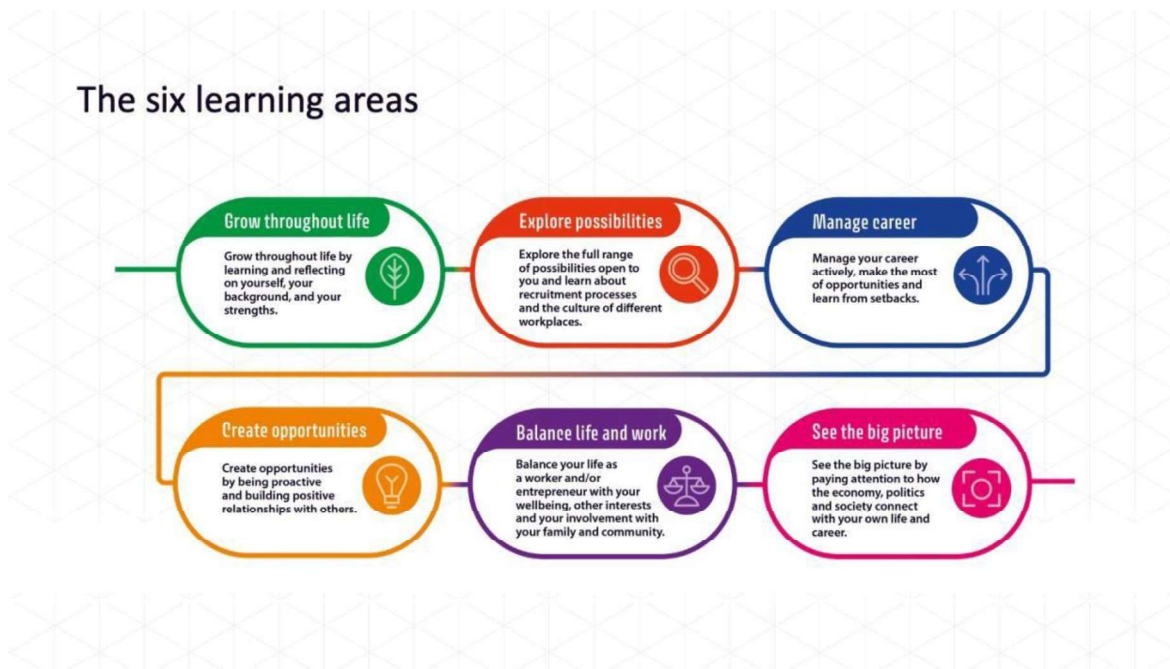 The six learning areas
Grow throughout life
Grow throughout life by
learning and reflecting
on yourself, your
background, and your
strengths.
Explore possibilities
Explore the full range
of possibilities open to
you and learn about
recruitment processes
and the culture of different
workplaces.
Manage career
Manage your career
actively, make the most
of opportunities and
learn from setbacks.
Create opportunities
Create opportunities
by being proactive
and building positive
relationships with others.
Balance life and work
Balance your life as
a worker and/or
entrepreneur with your
wellbeing, other interests
and your involvement with
your family and community.
See the big picture
See the big picture by
paying attention to how
the economy, politics
and society connect
with your own life and
career.